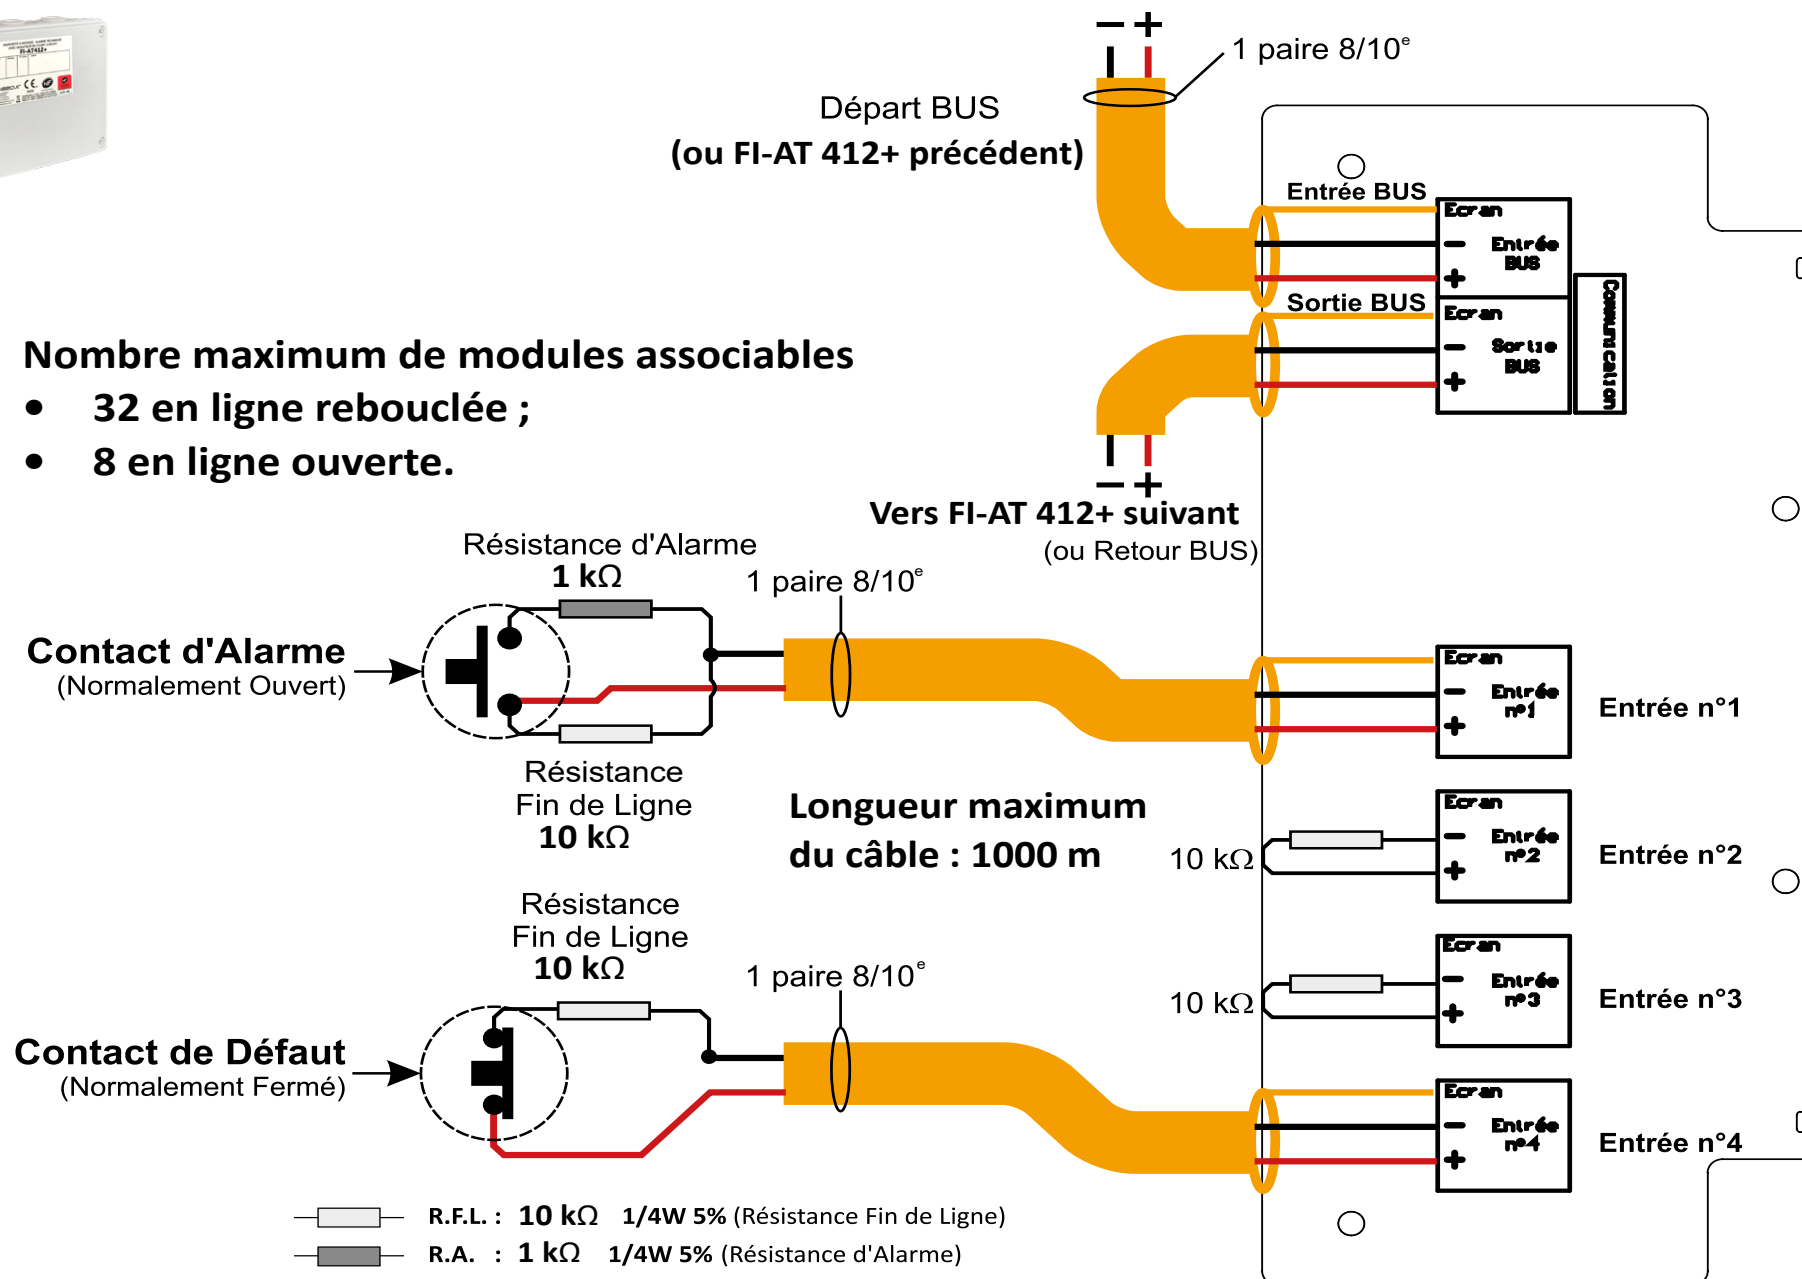 FI-AT412+
− +
1 paire 8/10e
Départ BUS
(ou FI-AT 412+ précédent)
Entrée BUS
Ecran
− Entrée
BUS
+
Sortie BUS
Ecran
− Sortie
BUS
+
Communication
− +
Vers FI-AT 412+ suivant
(ou Retour BUS)
Nombre maximum de modules associables
• 32 en ligne rebouclée ;
• 8 en ligne ouverte.
Résistance d'Alarme
1 kΩ
1 paire 8/10e
Contact d'Alarme
(Normalement Ouvert)
Résistance
Fin de Ligne
10 kΩ
Ecran
− Entrée
n°1
+
Entrée n°1
Longueur maximum
du câble : 1000 m
10 kΩ
Ecran
− Entrée
n°2
+
Entrée n°2
10 kΩ
Ecran
− Entrée
n°3
+
Entrée n°3
Résistance
Fin de Ligne
10 kΩ
1 paire 8/10e
Contact de Défaut
(Normalement Fermé)
Ecran
− Entrée
n°4
+
Entrée n°4
R.F.L. : 10 kΩ 1/4W 5% (Résistance Fin de Ligne)
R.A. : 1 kΩ 1/4W 5% (Résistance d'Alarme)